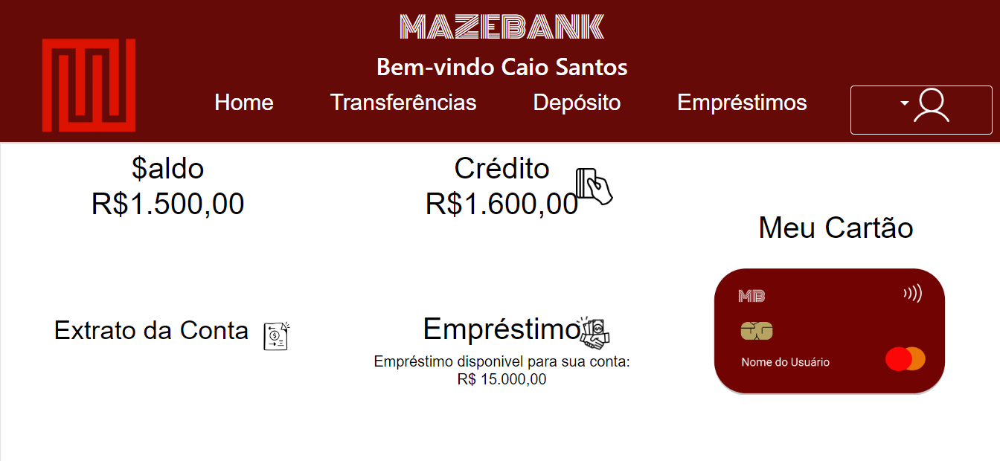 MAZEBANK
Bem-vindo Caio Santos
Home Transferências Depósito Empréstimos
$aldo
R$1.500,00
Crédito
R$1.600,00
Meu Cartão
MB
Nome do Usuário
Extrato da Conta
Empréstimo
Empréstimo disponivel para sua conta:
R$ 15.000,00